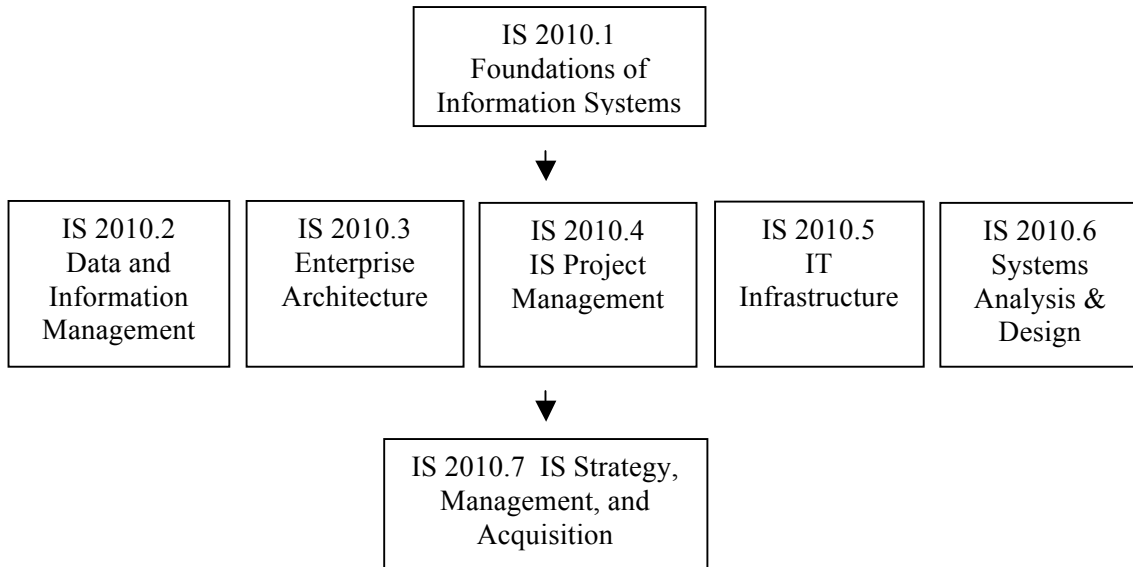 IS 2010.1
Foundations of
Information Systems
IS 2010.2
Data and
Information
Management
IS 2010.3
Enterprise
Architecture
IS 2010.4
IS Project
Management
IS 2010.5
IT
Infrastructure
IS 2010.6
Systems
Analysis &
Design
IS 2010.7 IS Strategy,
Management, and
Acquisition